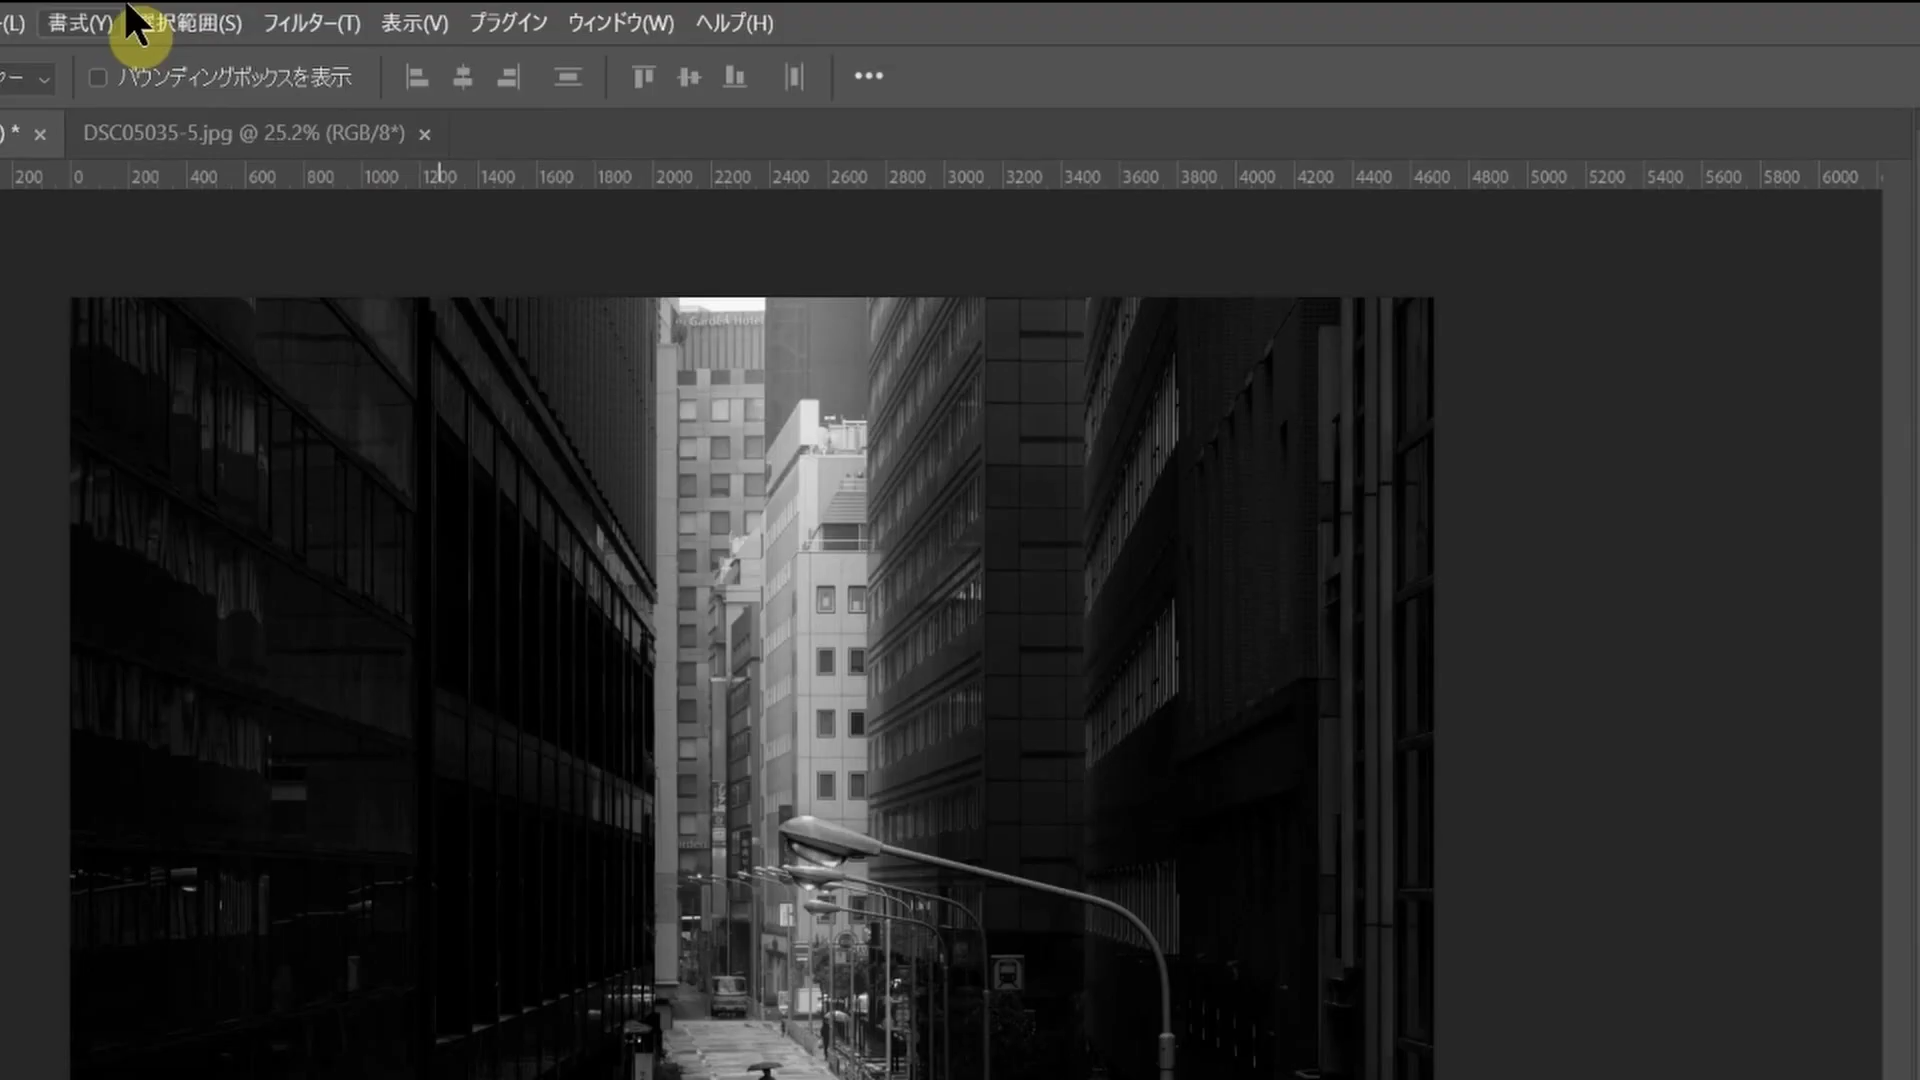 (L) 書式(Y) 選択範囲(S) フィルター(T) 表示(V) プラグイン ウィンドウ(W) ヘルプ(H)
ー バウンディングボックスを表示 •••
) * × DSC05035-5.jpg @ 25.2% (RGB/8*) ×
200 0 200 400 600 800 1000 1200 1400 1600 1800 2000 2200 2400 2600 2800 3000 3200 3400 3600 3800 4000 4200 4400 4600 4800 5000 5200 5400 5600 5800 6000
Garden Hotel